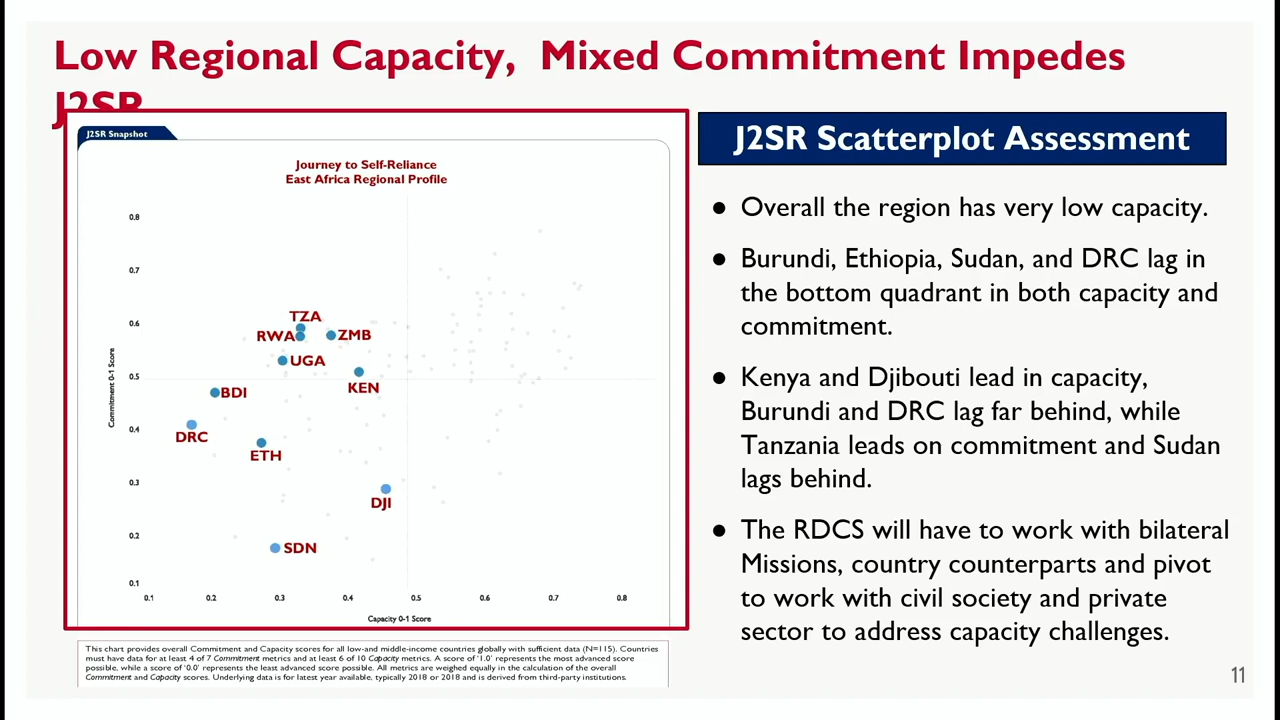 Low Regional Capacity, Mixed Commitment Impedes
J2SR
J2SR Snapshot
Journey to Self-Reliance
East Africa Regional Profile
0.8
0.7
0.6
0.5
0.4
0.3
0.2
0.1
Commitment 0-1 Score
TZA
RWA
ZMB
UGA
KEN
BDI
DRC
ETH
DJI
SDN
0.1 0.2 0.3 0.4 0.5 0.6 0.7 0.8
Capacity 0-1 Score
This chart provides overall Commitment and Capacity scores for all low-and middle-income countries globally with sufficient data (N=115). Countries
must have data for at least 4 of 7 Commitment metrics and at least 6 of 10 Capacity metrics. A score of '1.0' represents the most advanced score
possible, while a score of '0.0' represents the least advanced score possible. All metrics are weighed equally in the calculation of the overall
Commitment and Capacity scores. Underlying data is for latest year available, typically 2018 or 2018 and is derived from third-party institutions.
J2SR Scatterplot Assessment
● Overall the region has very low capacity.
● Burundi, Ethiopia, Sudan, and DRC lag in
the bottom quadrant in both capacity and
commitment.
● Kenya and Djibouti lead in capacity,
Burundi and DRC lag far behind, while
Tanzania leads on commitment and Sudan
lags behind.
● The RDCS will have to work with bilateral
Missions, country counterparts and pivot
to work with civil society and private
sector to address capacity challenges.
11